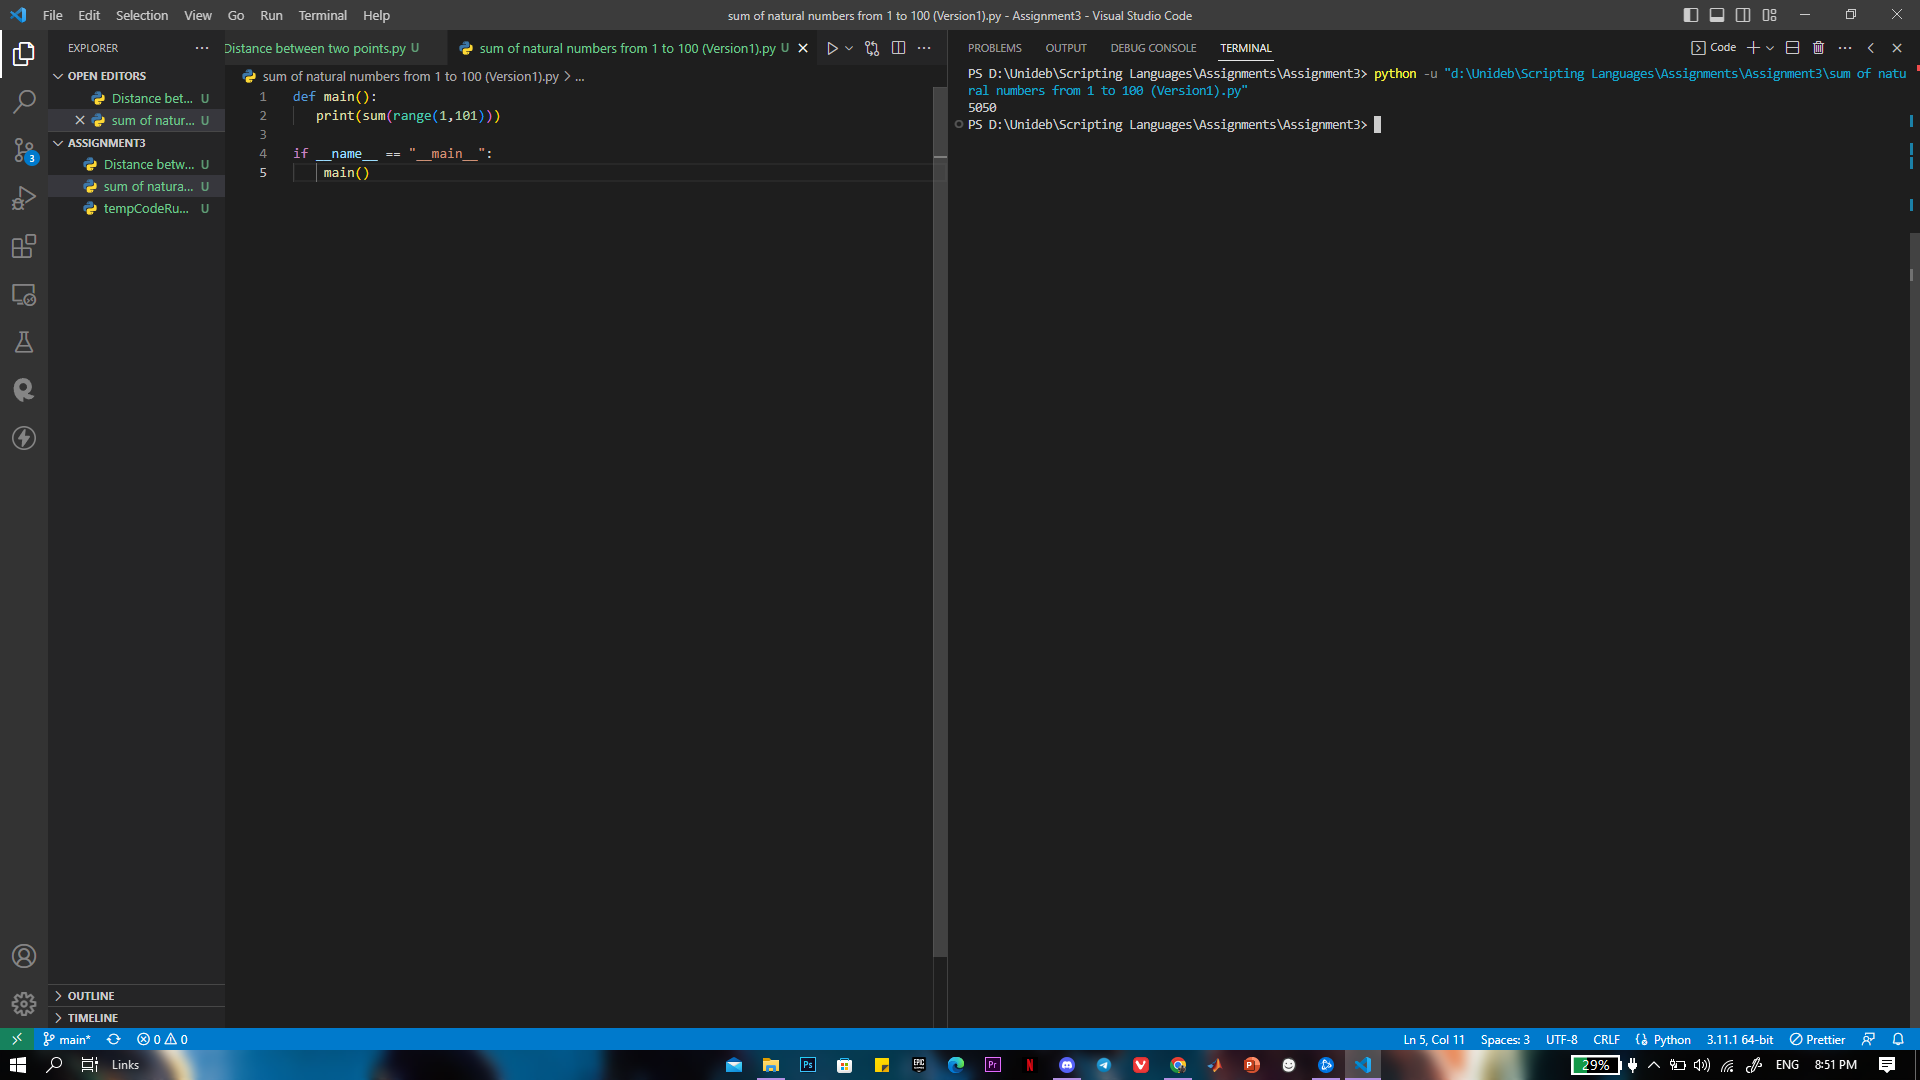 File Edit Selection View Go Run Terminal Help
sum of natural numbers from 1 to 100 (Version1).py - Assignment3 - Visual Studio Code
EXPLORER
OPEN EDITORS
Distance bet... U
sum of natur... U
ASSIGNMENT3
Distance betw... U
sum of natura... U
tempCodeRu... U
OUTLINE
TIMELINE
Distance between two points.py U
sum of natural numbers from 1 to 100 (Version1).py U
sum of natural numbers from 1 to 100 (Version1).py > ...
1 def main():
2 print(sum(range(1,101)))
3
4 if __name__ == "__main__":
5 main()
PROBLEMS OUTPUT DEBUG CONSOLE TERMINAL
Code
PS D:\Unideb\Scripting Languages\Assignments\Assignment3> python -u "d:\Unideb\Scripting Languages\Assignments\Assignment3\sum of natu
ral numbers from 1 to 100 (Version1).py"
5050
PS D:\Unideb\Scripting Languages\Assignments\Assignment3>
3
main* 0 0
Ln 5, Col 11 Spaces: 3 UTF-8 CRLF Python 3.11.1 64-bit Prettier
Links
Ps
EPIC
Pr
N
29%
ENG
8:51 PM